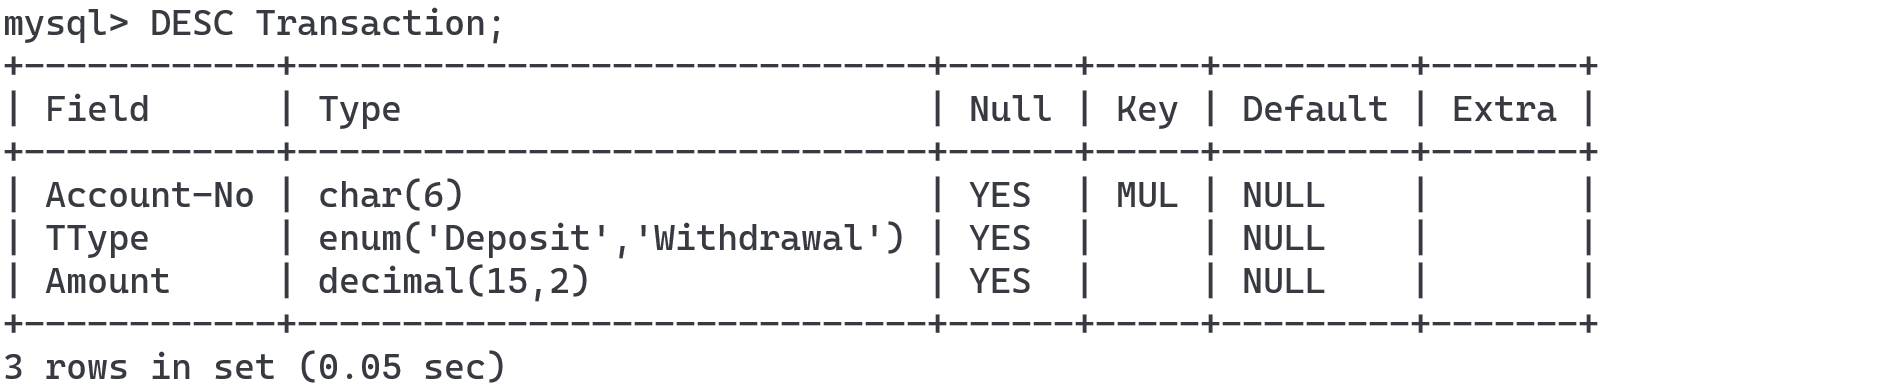 mysql> DESC Transaction;
+------------+------------------------------+------+-----+---------+-------+
| Field      | Type                         | Null | Key | Default | Extra |
+------------+------------------------------+------+-----+---------+-------+
| Account-No | char(6)                      | YES  | MUL | NULL    |       |
| TType      | enum('Deposit','Withdrawal') | YES  |     | NULL    |       |
| Amount     | decimal(15,2)                | YES  |     | NULL    |       |
+------------+------------------------------+------+-----+---------+-------+
3 rows in set (0.05 sec)